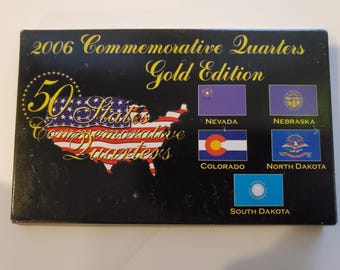 2006 Commemorative Quarters
Gold Edition
50 States
Commemorative
Quarters
NEVADA
NEBRASKA
COLORADO
NORTH DAKOTA
SOUTH DAKOTA